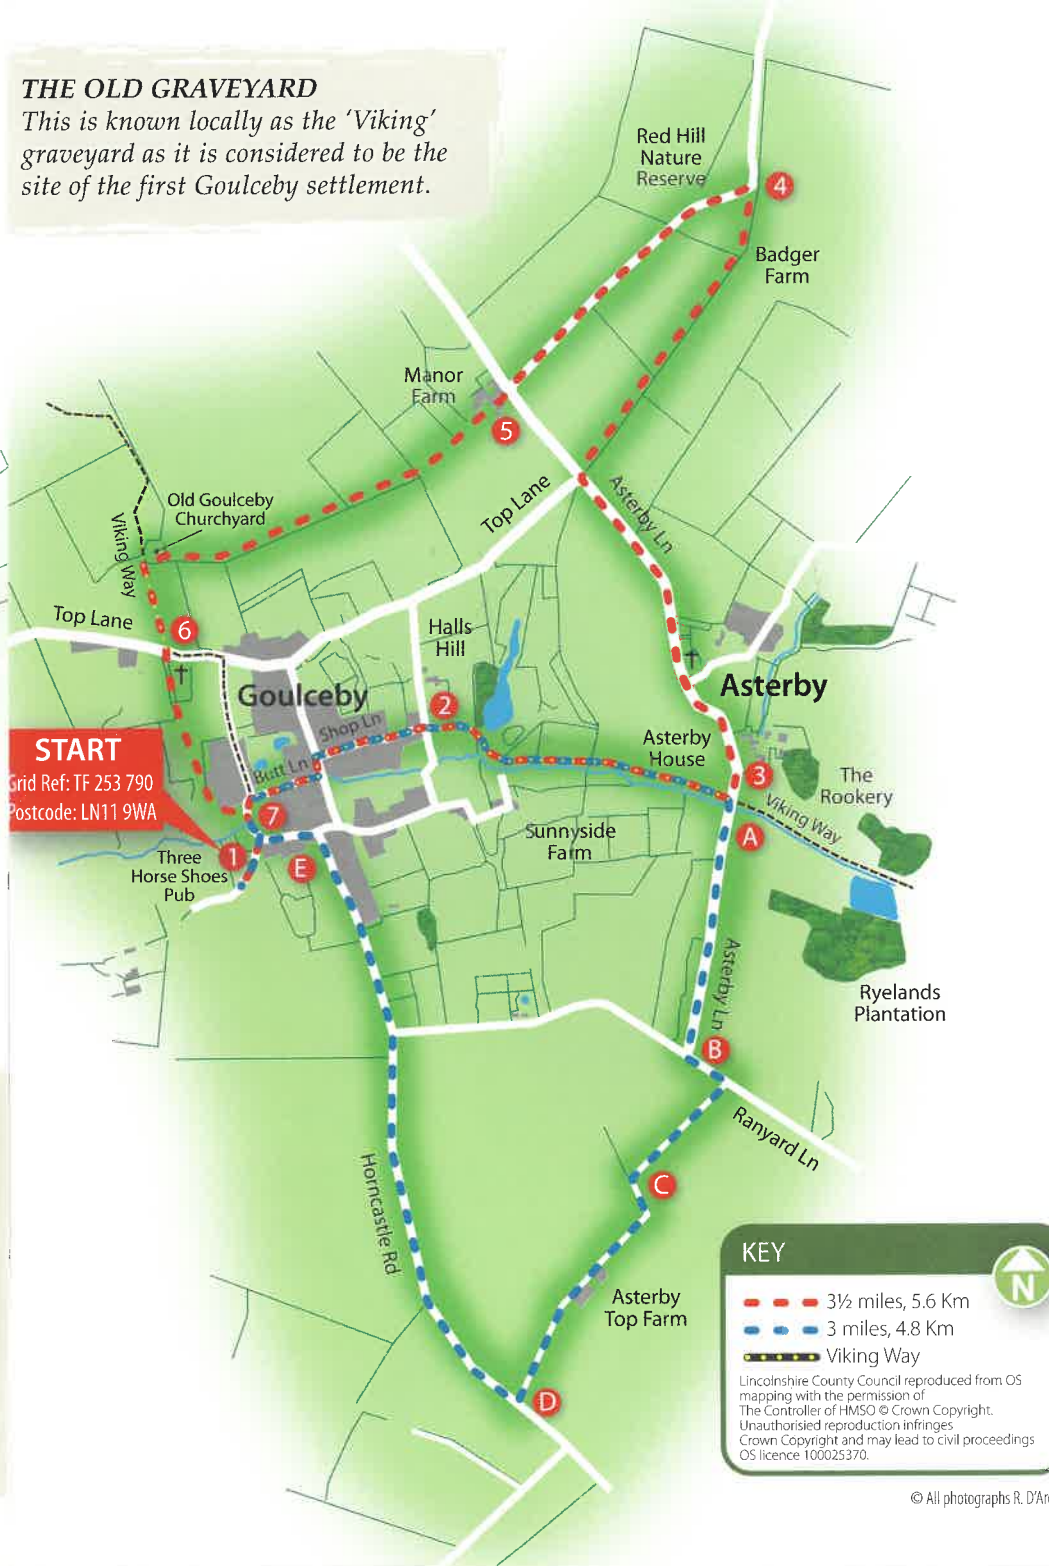 THE OLD GRAVEYARD
This is known locally as the ‘Viking’
graveyard as it is considered to be the
site of the first Goulceby settlement.
Red Hill
Nature
Reserve
4
Badger
Farm
Manor
Farm
5
Old Goulceby
Churchyard
Top Lane
Asterby Ln
Viking Way
Top Lane
6
Halls
Hill
Goulceby
2
Shop Ln
Asterby
START
Grid Ref: TF 253 790
Postcode: LN11 9WA
Butt Ln
Asterby
House
3
The
Rookery
Viking Way
7
A
Sunnyside
Farm
1
Three
Horse Shoes
Pub
E
Asterby Ln
Ryelands
Plantation
B
Ranyard Ln
C
Horncastle Rd
Asterby
Top Farm
D
KEY
N
3½ miles, 5.6 Km
3 miles, 4.8 Km
Viking Way
Lincolnshire County Council reproduced from OS
mapping with the permission of
The Controller of HMSO © Crown Copyright.
Unauthorisied reproduction infringes
Crown Copyright and may lead to civil proceedings
OS licence 100025370.
© All photographs R. D'Ar